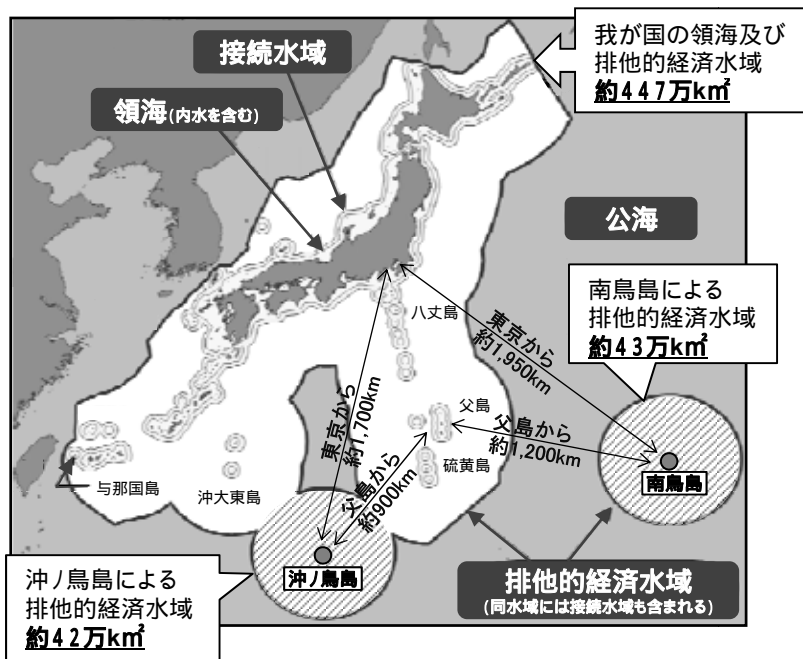 我が国の領海及び
排他的経済水域
約447万k㎡
接続水域
領海(内水を含む)
公海
南鳥島による
排他的経済水域
約43万k㎡
八丈島
東京から
約1,950km
東京から
約1,700km
父島
父島から
約1,200km
硫黄島
父島から
約900km
南鳥島
与那国島
沖大東島
沖ノ鳥島
沖ノ鳥島による
排他的経済水域
約42万k㎡
排他的経済水域
(同水域には接続水域も含まれる)